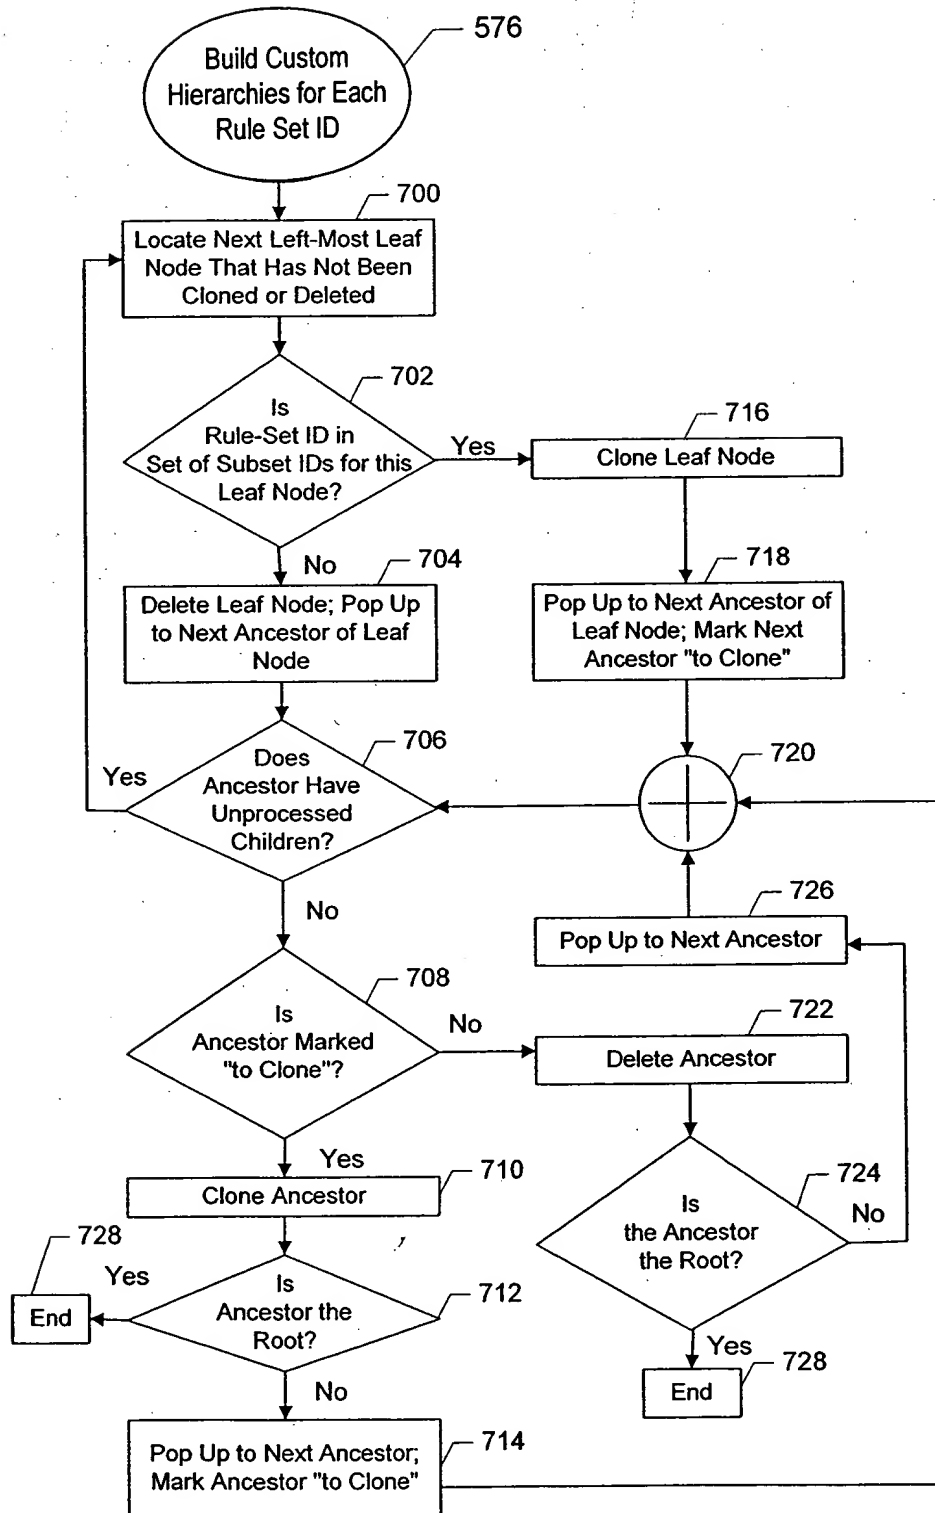 576
Build Custom
Hierarchies for Each
Rule Set ID
700
Locate Next Left-Most Leaf
Node That Has Not Been
Cloned or Deleted
702
Is
Rule-Set ID in
Set of Subset IDs for this
Leaf Node?
Yes
716
Clone Leaf Node
No
704
Delete Leaf Node; Pop Up
to Next Ancestor of Leaf
Node
718
Pop Up to Next Ancestor of
Leaf Node; Mark Next
Ancestor "to Clone"
706
Does
Ancestor Have
Unprocessed
Children?
Yes
720
No
726
Pop Up to Next Ancestor
708
Is
Ancestor Marked
"to Clone"?
No
722
Delete Ancestor
Yes
710
Clone Ancestor
724
Is
the Ancestor
the Root?
No
728
Yes
End
Is
Ancestor the
Root?
712
Yes
728
End
No
714
Pop Up to Next Ancestor;
Mark Ancestor "to Clone"